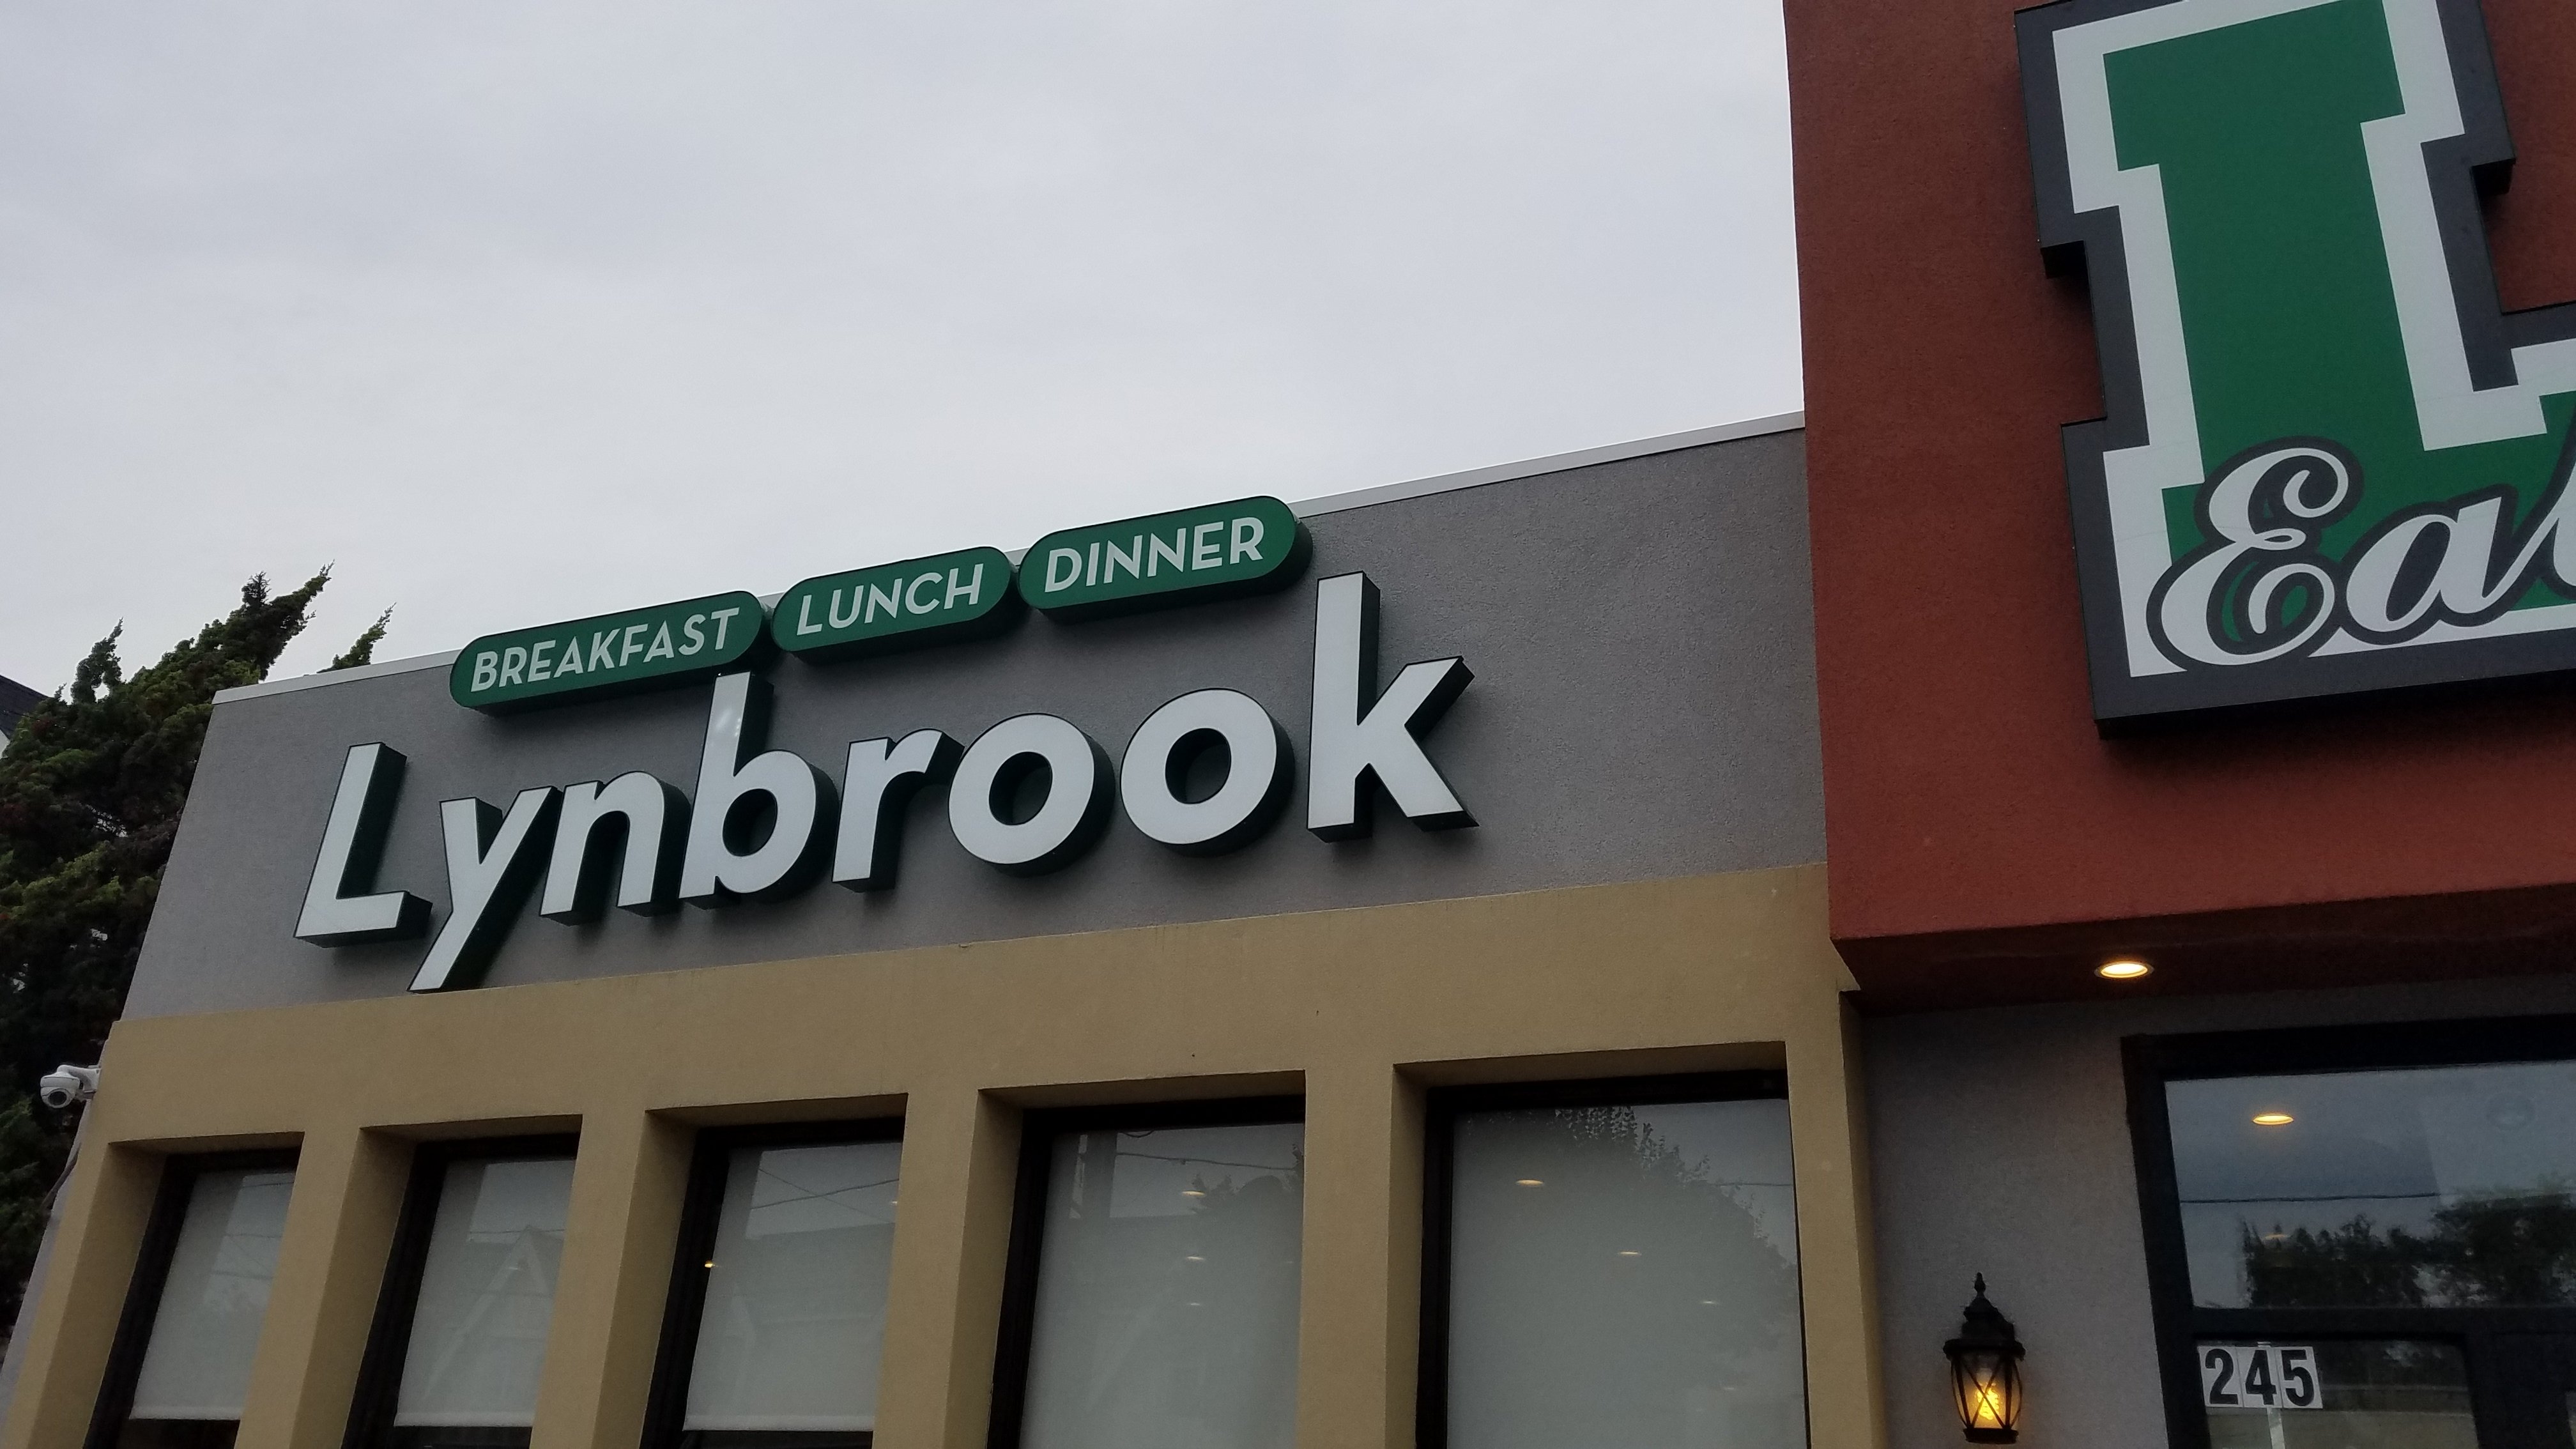 BREAKFAST LUNCH DINNER
Lynbrook
L
245